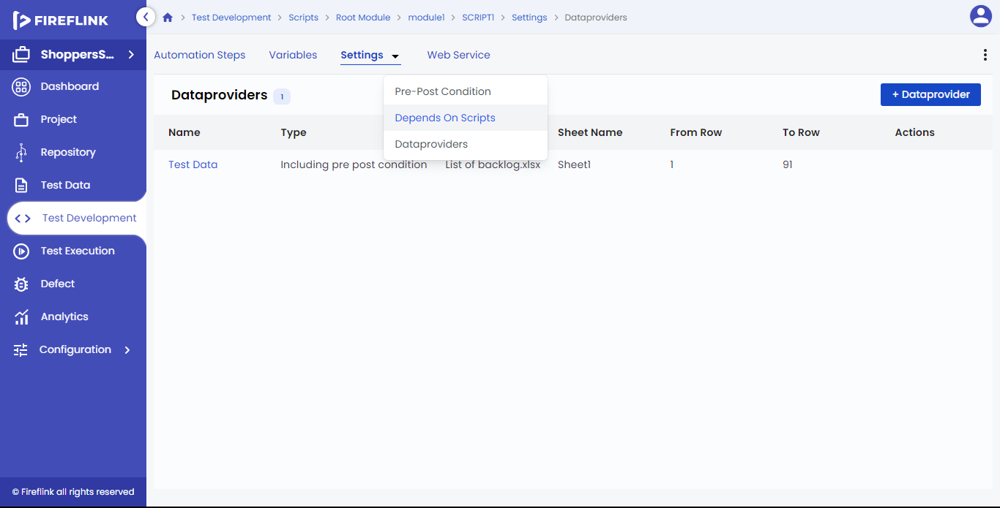 FIREFLINK
Test Development Scripts Root Module module1 SCRIPT1 Settings Dataproviders
ShoppersS...
Automation Steps Variables Settings Web Service
Dashboard
Project
Repository
Test Data
Test Development
Test Execution
Defect
Analytics
Configuration
© Fireflink all rights reserved
Dataproviders 1
+ Dataprovider
Pre-Post Condition
Depends On Scripts
Dataproviders
Name Type Sheet Name From Row To Row Actions
Test Data Including pre post condition List of backlog.xlsx Sheet1 1 91